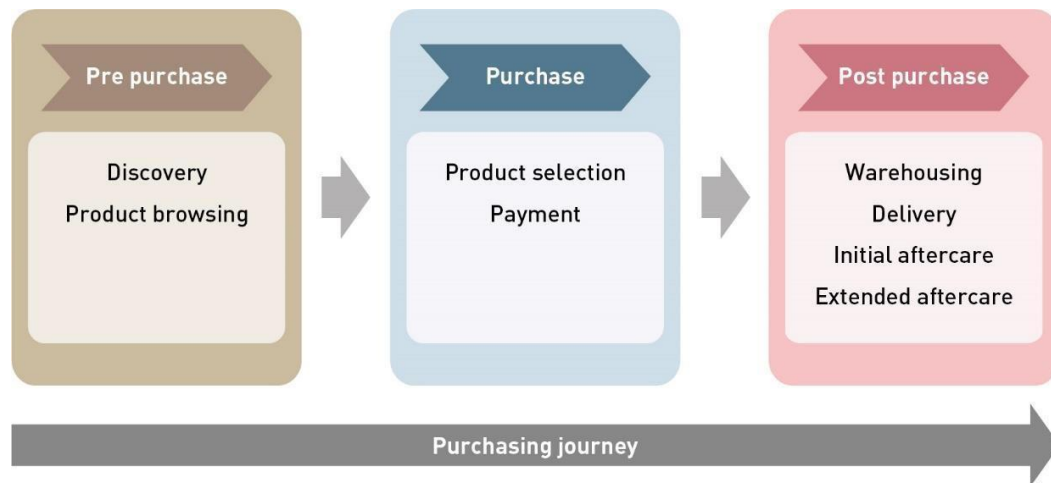 Pre purchase
Discovery
Product browsing
Purchase
Product selection
Payment
Post purchase
Warehousing
Delivery
Initial aftercare
Extended aftercare
Purchasing journey